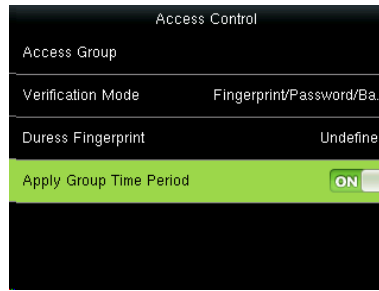 Access Control
Access Group
Verification Mode Fingerprint/Password/Ba.
Duress Fingerprint Undefine
Apply Group Time Period ON